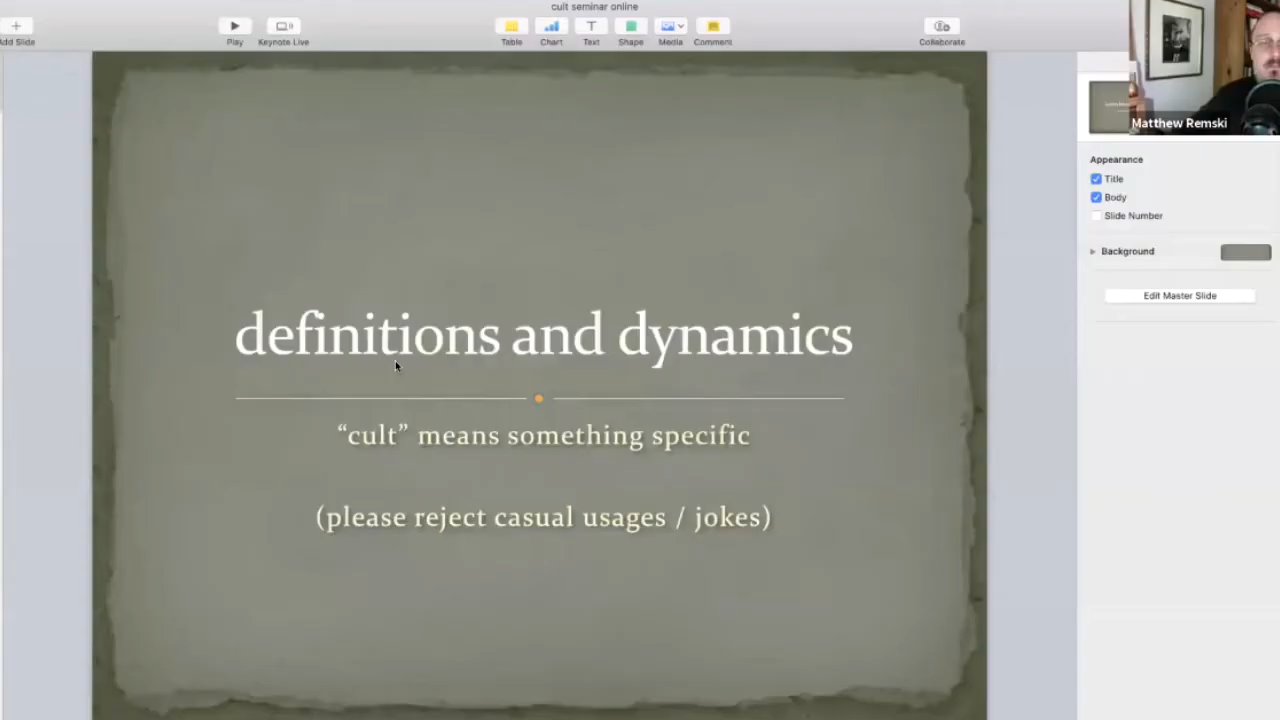 cult seminar online
Add Slide
Play
Keynote Live
Table
Chart
Text
Shape
Media
Comment
Collaborate
Matthew Remski
Appearance
Title
Body
Slide Number
Background
Edit Master Slide
definitions and dynamics
“cult” means something specific
(please reject casual usages / jokes)